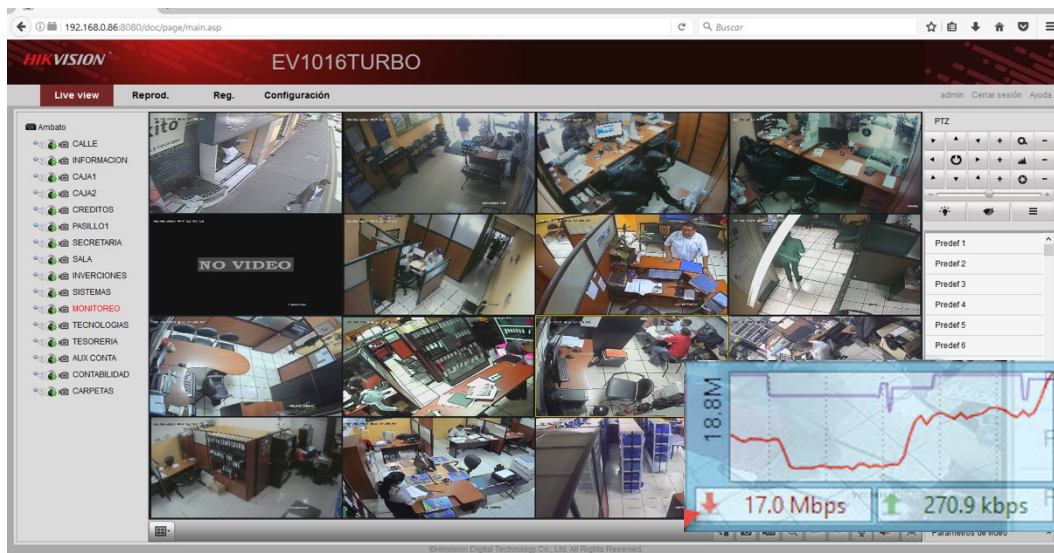 192.168.0.86:8080/doc/page/main.asp
Buscar
HIKVISION
EV1016TURBO
Live view
Reprod.
Reg.
Configuración
admin
Cerrar sesión
Ayuda
Ambato
CALLE
INFORMACION
CAJA1
CAJA2
CREDITOS
PASILLO1
SECRETARIA
SALA
INVERCIONES
SISTEMAS
MONITOREO
TECNOLOGIAS
TESORERIA
AUX CONTA
CONTABILIDAD
CARPETAS
NO VIDEO
PTZ
Predef 1
Predef 2
Predef 3
Predef 4
Predef 5
Predef 6
18.8M
17.0 Mbps
270.9 kbps
Parámetros de video
©Hikvision Digital Technology Co., Ltd. All Rights Reserved.